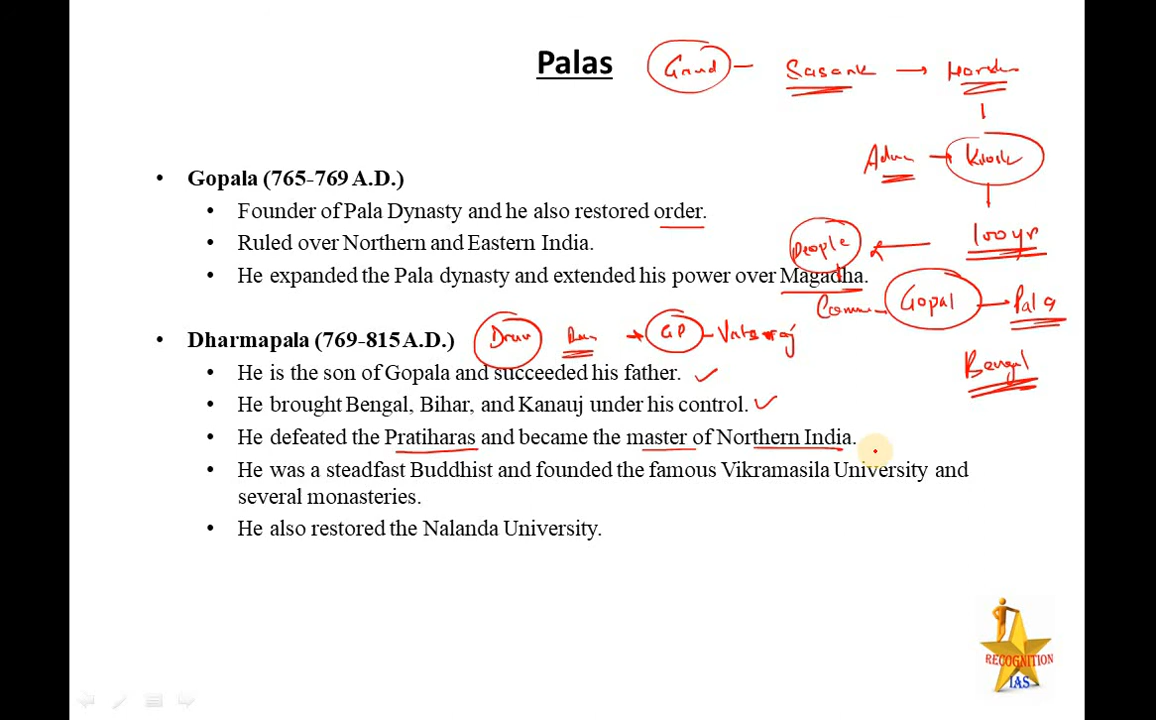 Palas
Sasank
Gopala (765-769 A.D.)
Founder of Pala Dynasty and he also restored order.
100 yr
Ruled over Northern and Eastern India.
People
He expanded the Pala dynasty and extended his power over Magadha.
Gopal
Pala
Dharmapala (769-815 A.D.)
GP
Bengal
He is the son of Gopala and succeeded his father.
He brought Bengal, Bihar, and Kanauj under his control.
He defeated the Pratiharas and became the master of Northern India.
He was a steadfast Buddhist and founded the famous Vikramasila University and
several monasteries.
He also restored the Nalanda University.
RECOGNITION
IAS